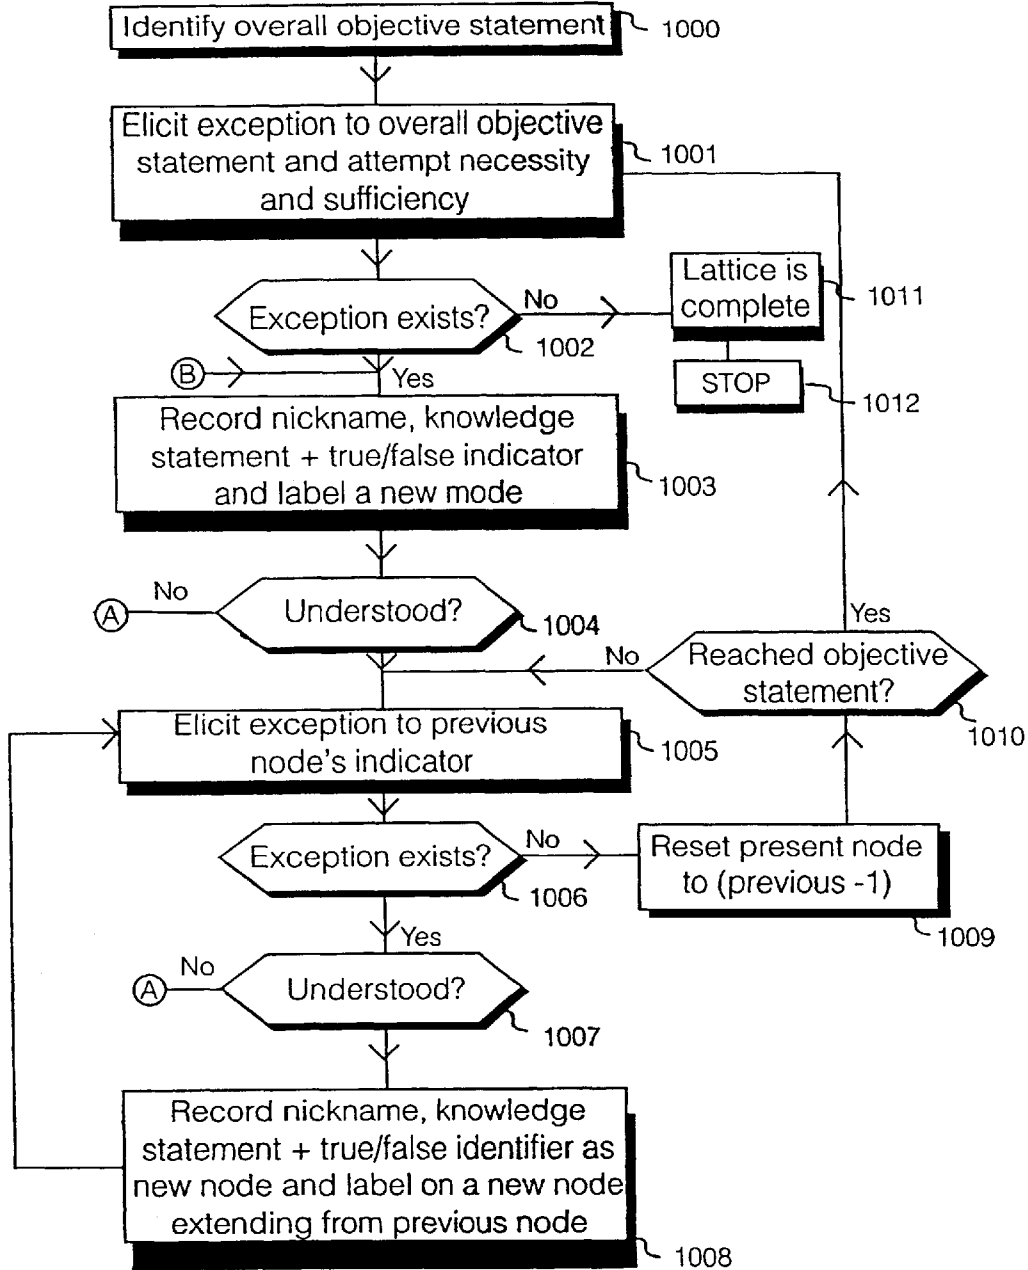 Identify overall objective statement
1000
Elicit exception to overall objective
statement and attempt necessity
and sufficiency
1001
Exception exists?
No
1002
Lattice is
complete
1011
STOP
1012
B
Yes
Record nickname, knowledge
statement + true/false indicator
and label a new mode
1003
No
A
Understood?
1004
No
Yes
Reached objective
statement?
1010
Elicit exception to previous
node's indicator
1005
Exception exists?
No
1006
Reset present node
to (previous -1)
1009
Yes
No
A
Understood?
1007
Record nickname, knowledge
statement + true/false identifier as
new node and label on a new node
extending from previous node
1008